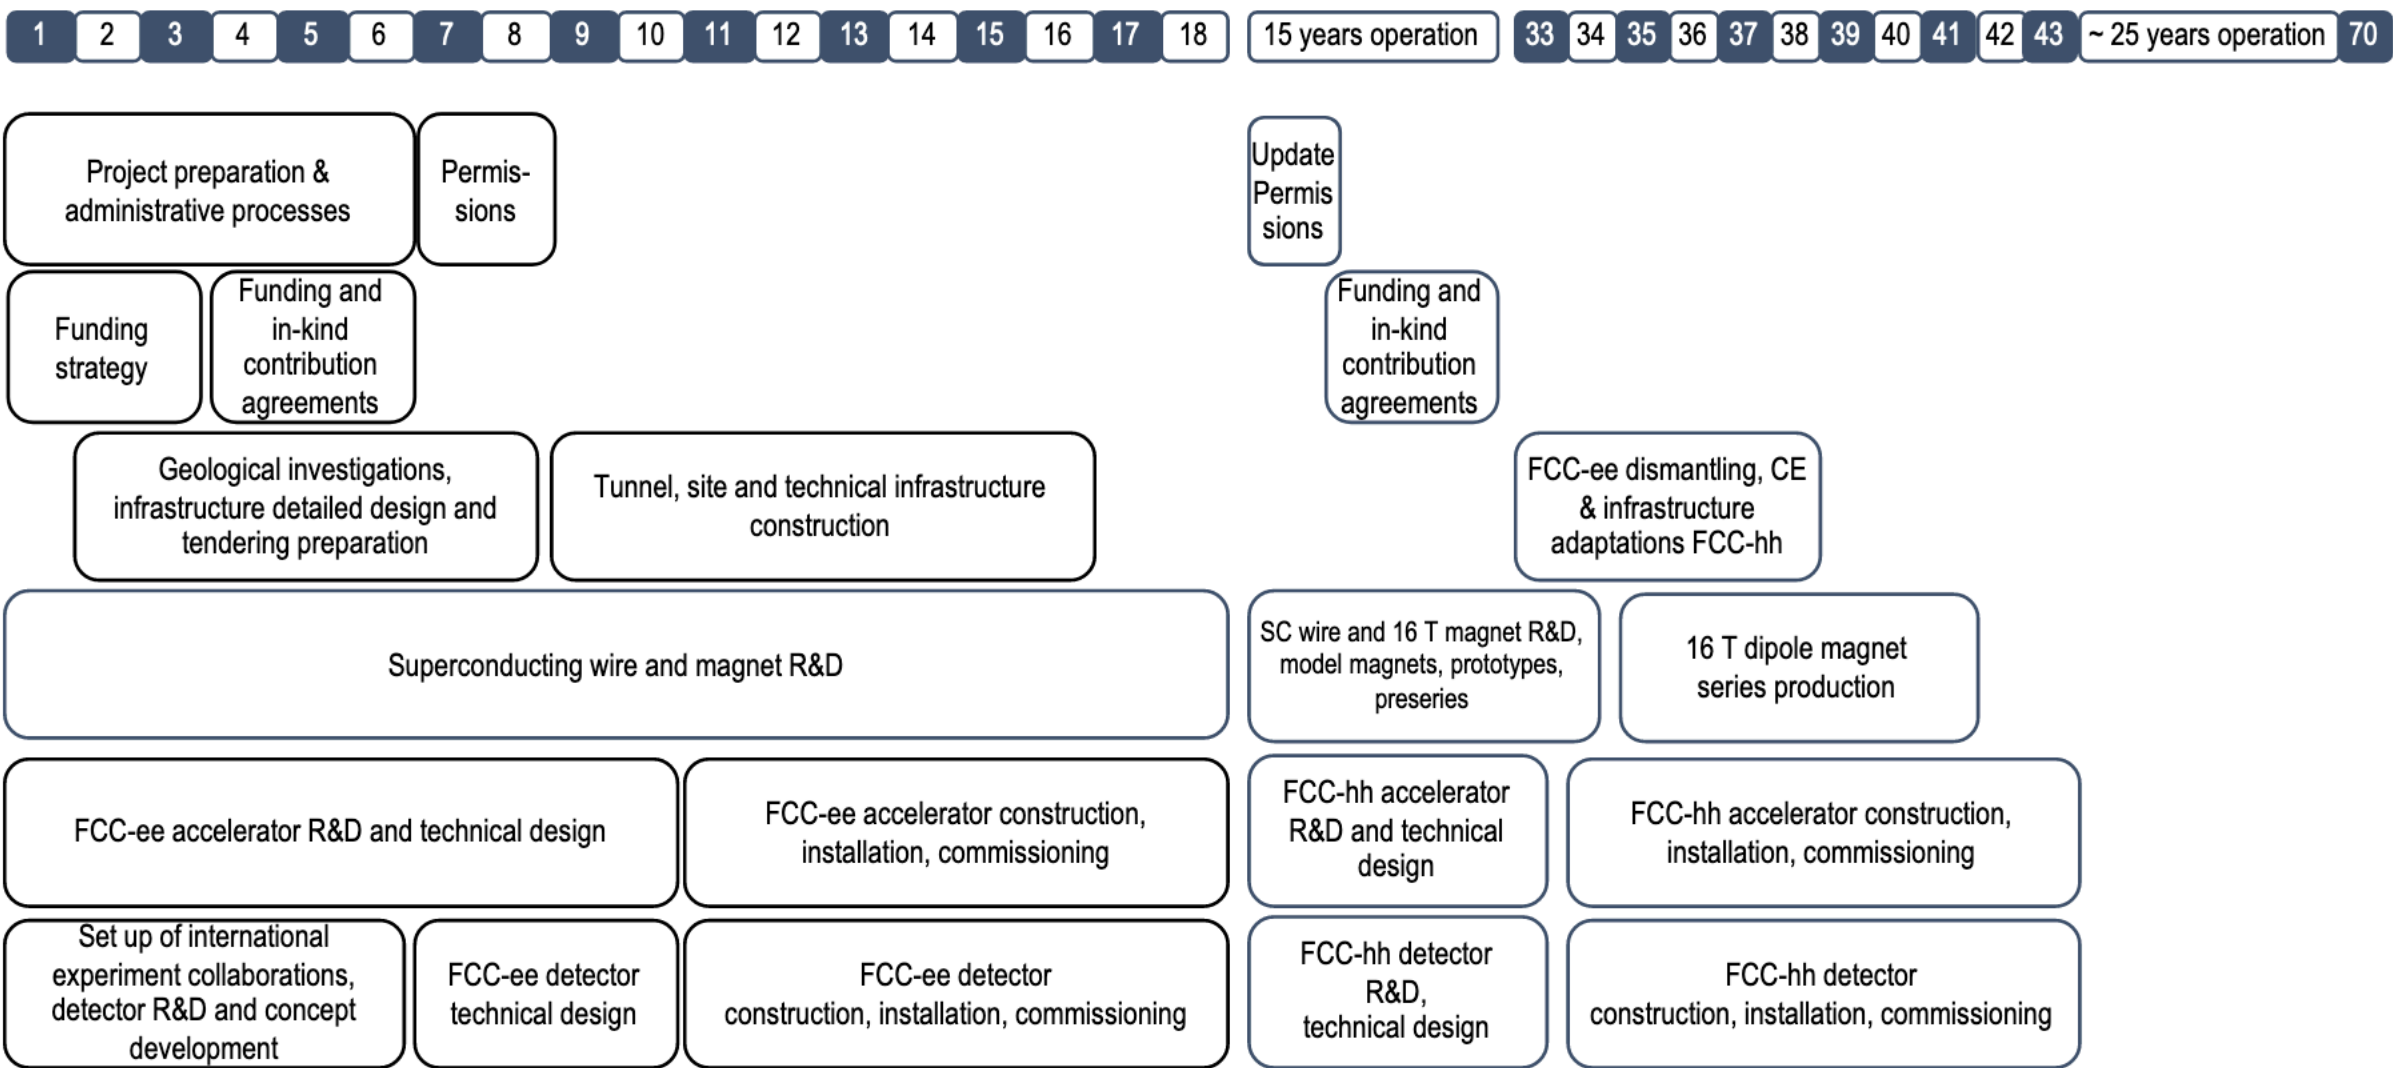 1 2 3 4 5 6 7 8 9 10 11 12 13 14 15 16 17 18 15 years operation 33 34 35 36 37 38 39 40 41 42 43 ~ 25 years operation 70
Project preparation &
administrative processes
Permis-
sions
Update
Permis
sions
Funding
strategy
Funding and
in-kind
contribution
agreements
Funding and
in-kind
contribution
agreements
Geological investigations,
infrastructure detailed design and
tendering preparation
Tunnel, site and technical infrastructure
construction
FCC-ee dismantling, CE
& infrastructure
adaptations FCC-hh
Superconducting wire and magnet R&D
SC wire and 16 T magnet R&D,
model magnets, prototypes,
preseries
16 T dipole magnet
series production
FCC-ee accelerator R&D and technical design
FCC-ee accelerator construction,
installation, commissioning
FCC-hh accelerator
R&D and technical
design
FCC-hh accelerator construction,
installation, commissioning
Set up of international
experiment collaborations,
detector R&D and concept
development
FCC-ee detector
technical design
FCC-ee detector
construction, installation, commissioning
FCC-hh detector
R&D,
technical design
FCC-hh detector
construction, installation, commissioning